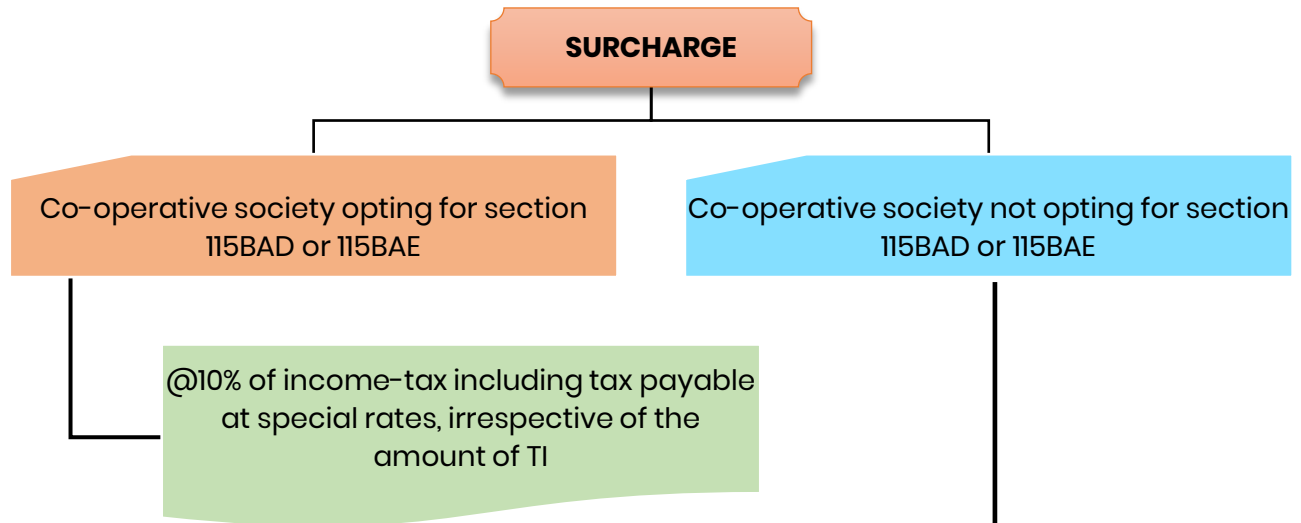 SURCHARGE
Co-operative society opting for section
115BAD or 115BAE
Co-operative society not opting for section
115BAD or 115BAE
@10% of income-tax including tax payable
at special rates, irrespective of the
amount of TI